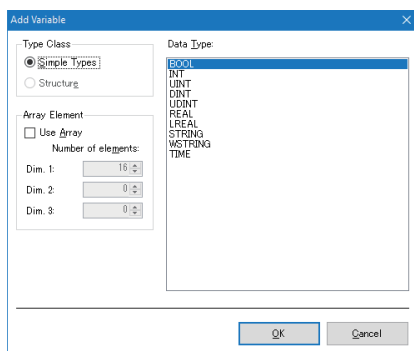 Add Variable
Type Class
Simple Types
Structure
Array Element
Use Array
Number of elements:
Dim. 1: 16
Dim. 2: 0
Dim. 3: 0
Data Type:
BOOL
INT
UINT
DINT
UDINT
REAL
LREAL
STRING
WSTRING
TIME
OK
Cancel